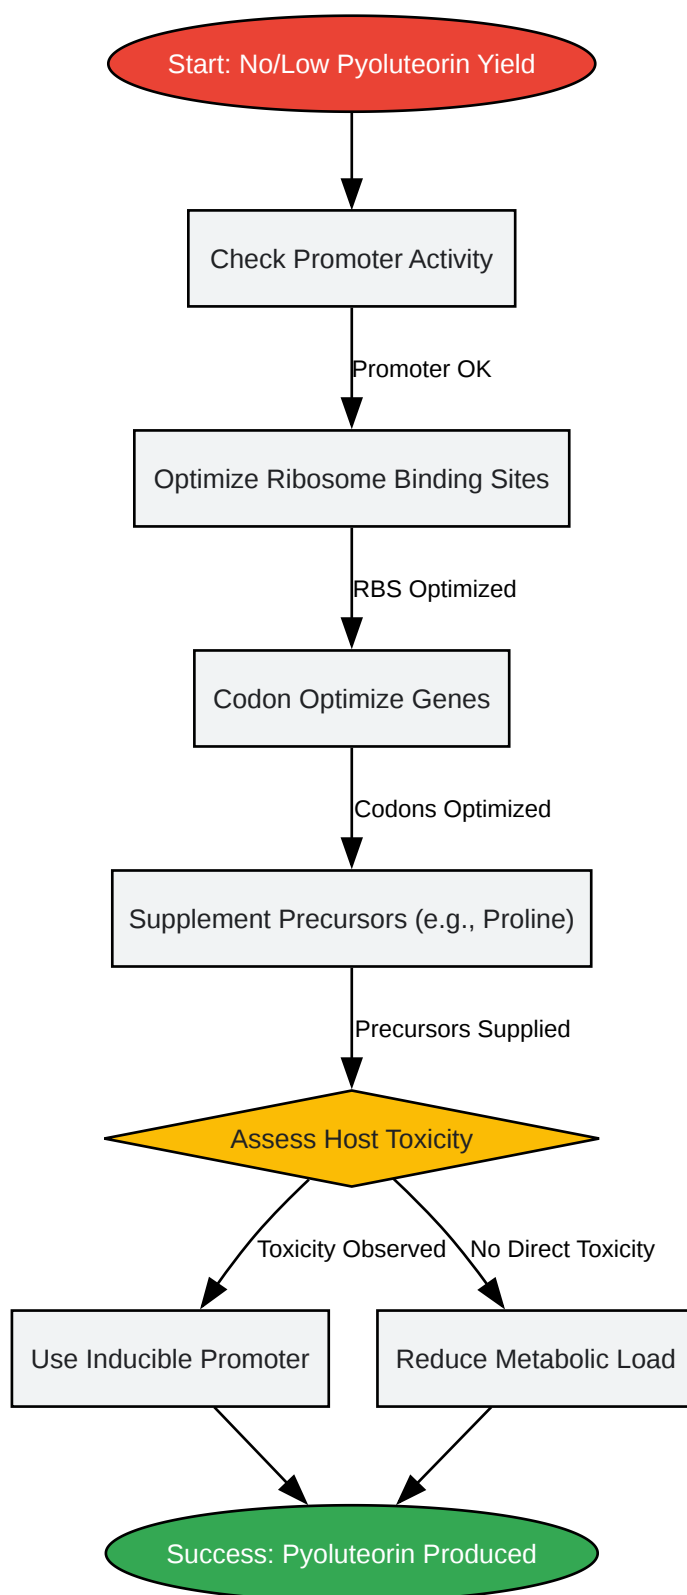 Start: No/Low Pyoluteorin Yield
Check Promoter Activity
Promoter OK
Optimize Ribosome Binding Sites
RBS Optimized
Codon Optimize Genes
Codons Optimized
Supplement Precursors (e.g., Proline)
Precursors Supplied
Assess Host Toxicity
Toxicity Observed
No Direct Toxicity
Use Inducible Promoter
Reduce Metabolic Load
Success: Pyoluteorin Produced